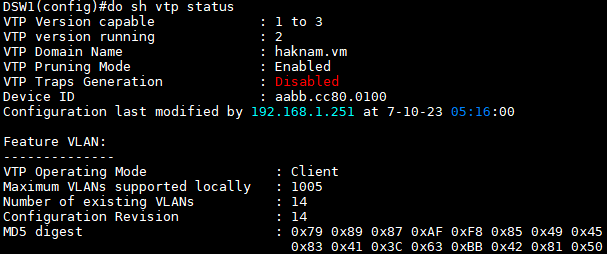 DSW1(config)#do sh vtp status
VTP Version capable : 1 to 3
VTP version running : 2
VTP Domain Name : haknam.vm
VTP Pruning Mode : Enabled
VTP Traps Generation : Disabled
Device ID : aabb.cc80.0100
Configuration last modified by 192.168.1.251 at 7-10-23 05:16:00
Feature VLAN:
--------------
VTP Operating Mode : Client
Maximum VLANs supported locally : 1005
Number of existing VLANs : 14
Configuration Revision : 14
MD5 digest : 0x79 0x89 0x87 0xAF 0xF8 0x85 0x49 0x45
0x83 0x41 0x3C 0x63 0xBB 0x42 0x81 0x50